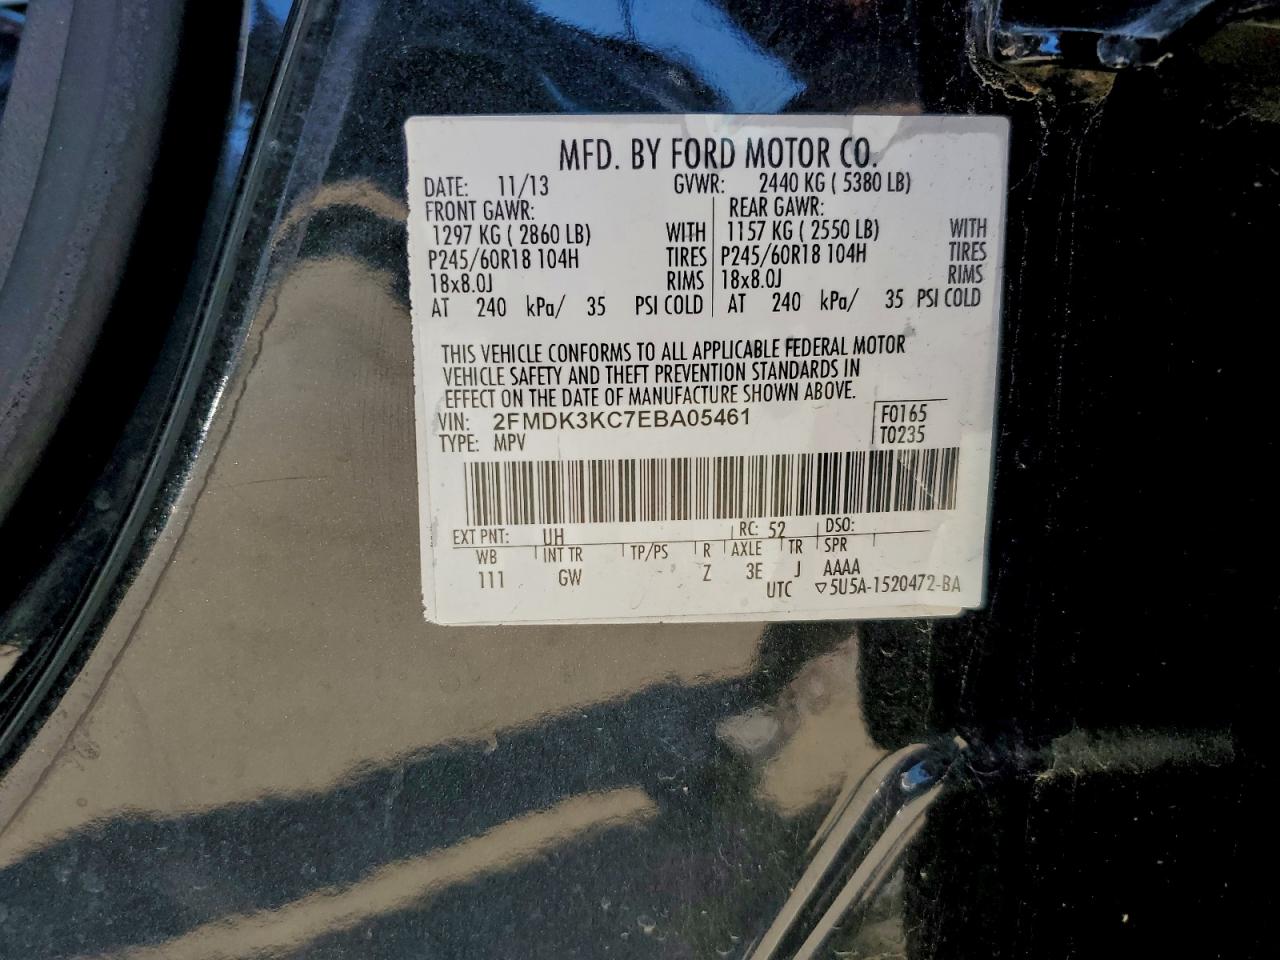 MFD. BY FORD MOTOR CO.
DATE: 11/13 GVWR: 2440 KG ( 5380 LB)
FRONT GAWR: REAR GAWR:
1297 KG ( 2860 LB) WITH 1157 KG ( 2550 LB) WITH
P245/60R18 104H TIRES P245/60R18 104H TIRES
18x8.0J RIMS 18x8.0J RIMS
AT 240 kPa/ 35 PSI COLD AT 240 kPa/ 35 PSI COLD
THIS VEHICLE CONFORMS TO ALL APPLICABLE FEDERAL MOTOR
VEHICLE SAFETY AND THEFT PREVENTION STANDARDS IN
EFFECT ON THE DATE OF MANUFACTURE SHOWN ABOVE.
VIN: 2FMDK3KC7EBA05461 F0165
TYPE: MPV T0235
EXT PNT: UH RC: 52 DSO:
WB INT TR TP/PS R AXLE TR SPR
111 GW Z 3E J AAAA
UTC ▽5U5A-1520472-BA